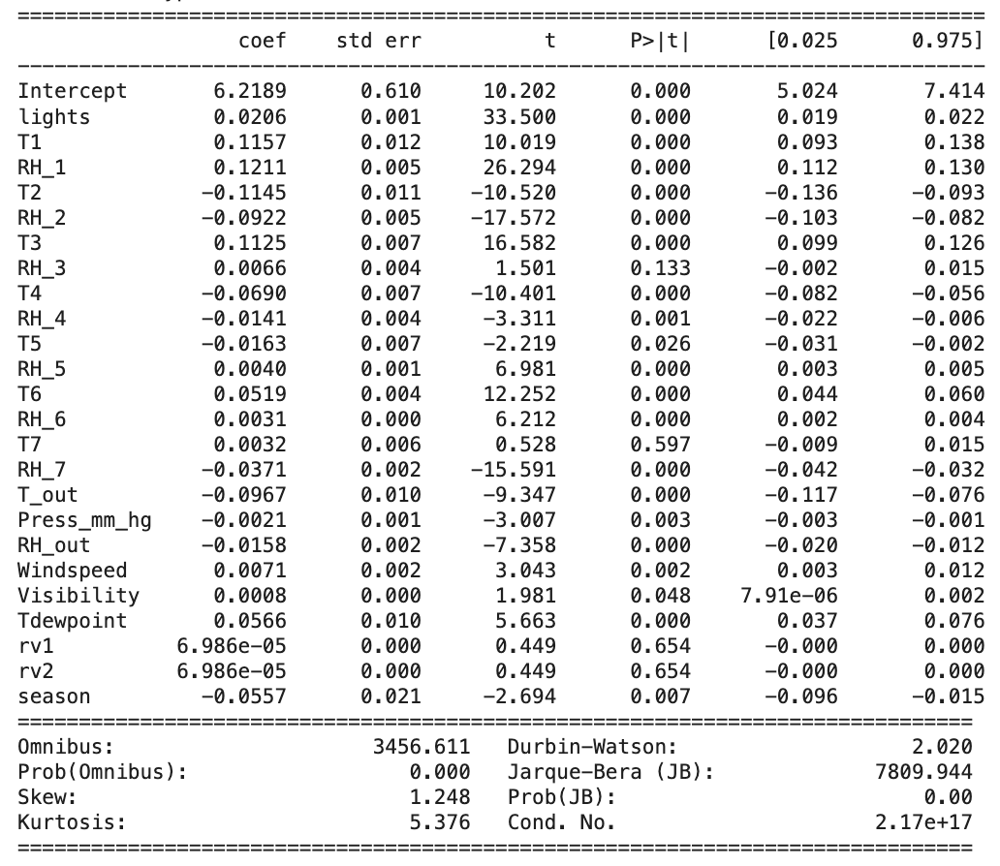 coef std err t P>|t| [0.025 0.975]
Intercept 6.2189 0.610 10.202 0.000 5.024 7.414
lights 0.0206 0.001 33.500 0.000 0.019 0.022
T1 0.1157 0.012 10.019 0.000 0.093 0.138
RH_1 0.1211 0.005 26.294 0.000 0.112 0.130
T2 −0.1145 0.011 −10.520 0.000 −0.136 −0.093
RH_2 −0.0922 0.005 −17.572 0.000 −0.103 −0.082
T3 0.1125 0.007 16.582 0.000 0.099 0.126
RH_3 0.0066 0.004 1.501 0.133 −0.002 0.015
T4 −0.0690 0.007 −10.401 0.000 −0.082 −0.056
RH_4 −0.0141 0.004 −3.311 0.001 −0.022 −0.006
T5 −0.0163 0.007 −2.219 0.026 −0.031 −0.002
RH_5 0.0040 0.001 6.981 0.000 0.003 0.005
T6 0.0519 0.004 12.252 0.000 0.044 0.060
RH_6 0.0031 0.000 6.212 0.000 0.002 0.004
T7 0.0032 0.006 0.528 0.597 −0.009 0.015
RH_7 −0.0371 0.002 −15.591 0.000 −0.042 −0.032
T_out −0.0967 0.010 −9.347 0.000 −0.117 −0.076
Press_mm_hg −0.0021 0.001 −3.007 0.003 −0.003 −0.001
RH_out −0.0158 0.002 −7.358 0.000 −0.020 −0.012
Windspeed 0.0071 0.002 3.043 0.002 0.003 0.012
Visibility 0.0008 0.000 1.981 0.048 7.91e−06 0.002
Tdewpoint 0.0566 0.010 5.663 0.000 0.037 0.076
rv1 6.986e−05 0.000 0.449 0.654 −0.000 0.000
rv2 6.986e−05 0.000 0.449 0.654 −0.000 0.000
season −0.0557 0.021 −2.694 0.007 −0.096 −0.015
Omnibus: 3456.611 Durbin−Watson: 2.020
Prob(Omnibus): 0.000 Jarque−Bera (JB): 7809.944
Skew: 1.248 Prob(JB): 0.00
Kurtosis: 5.376 Cond. No. 2.17e+17